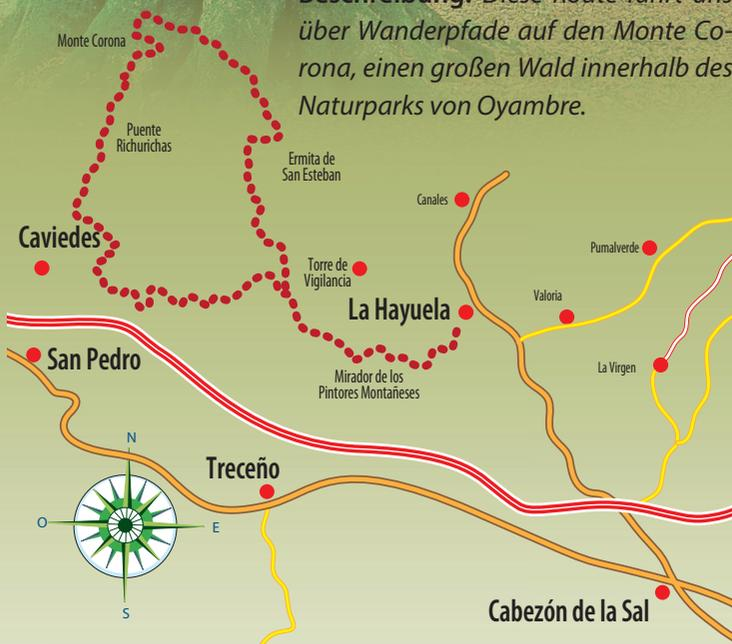 Beschreibung: Diese Route führt uns
über Wanderpfade auf den Monte Co-
rona, einen großen Wald innerhalb des
Naturparks von Oyambre.
Monte Corona
Puente
Richurichas
Ermita de
San Esteban
Canales
Caviedes
Pumalverde
Torre de
Vigilancia
Valoria
La Hayuela
San Pedro
La Virgen
Mirador de los
Pintores Montañeses
N
Treceño
O
E
S
Cabezón de la Sal